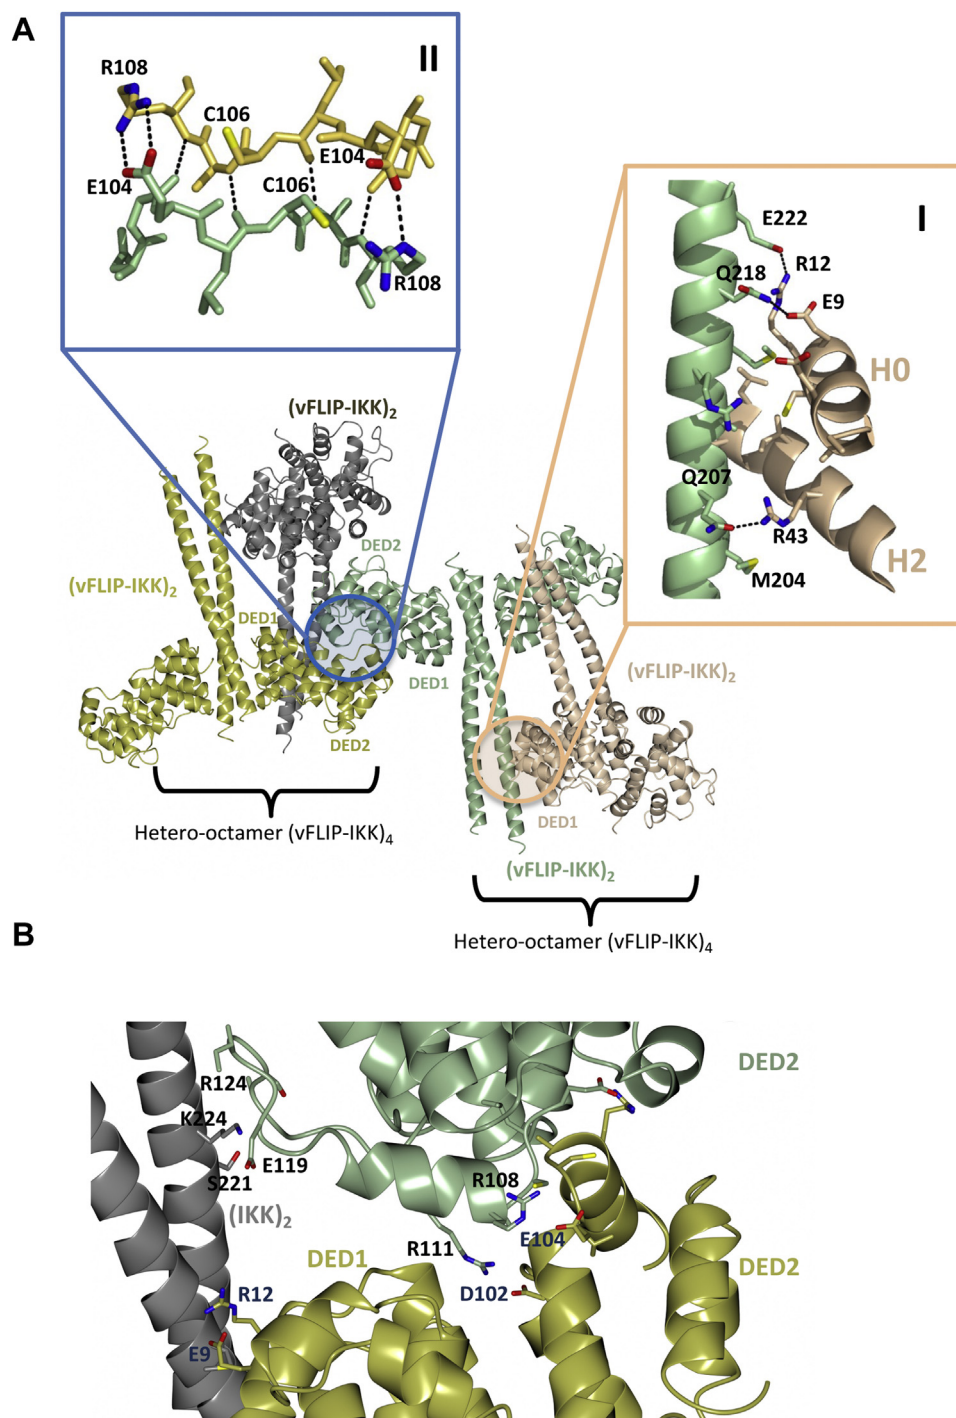 A
II
R108
C106
E104
E104
C106
R108
I
E222
R12
Q218
E9
H0
Q207
R43
H2
M204
(vFLIP-IKK)2
DED2
(vFLIP-IKK)2
DED1
DED1
DED2
(vFLIP-IKK)2
DED1
Hetero-octamer (vFLIP-IKK)4
(vFLIP-IKK)2
Hetero-octamer (vFLIP-IKK)4
B
DED2
R124
K224
E119
S221
R108
(IKK)2
E104
R111
DED1
DED2
D102
R12
E9